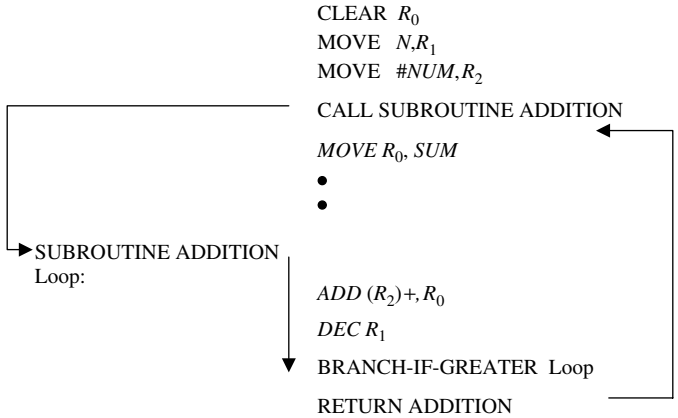 CLEAR R0
MOVE N,R1
MOVE #NUM,R2
CALL SUBROUTINE ADDITION
MOVE R0, SUM
•
•
SUBROUTINE ADDITION
Loop:
ADD (R2)+,R0
DEC R1
BRANCH-IF-GREATER Loop
RETURN ADDITION